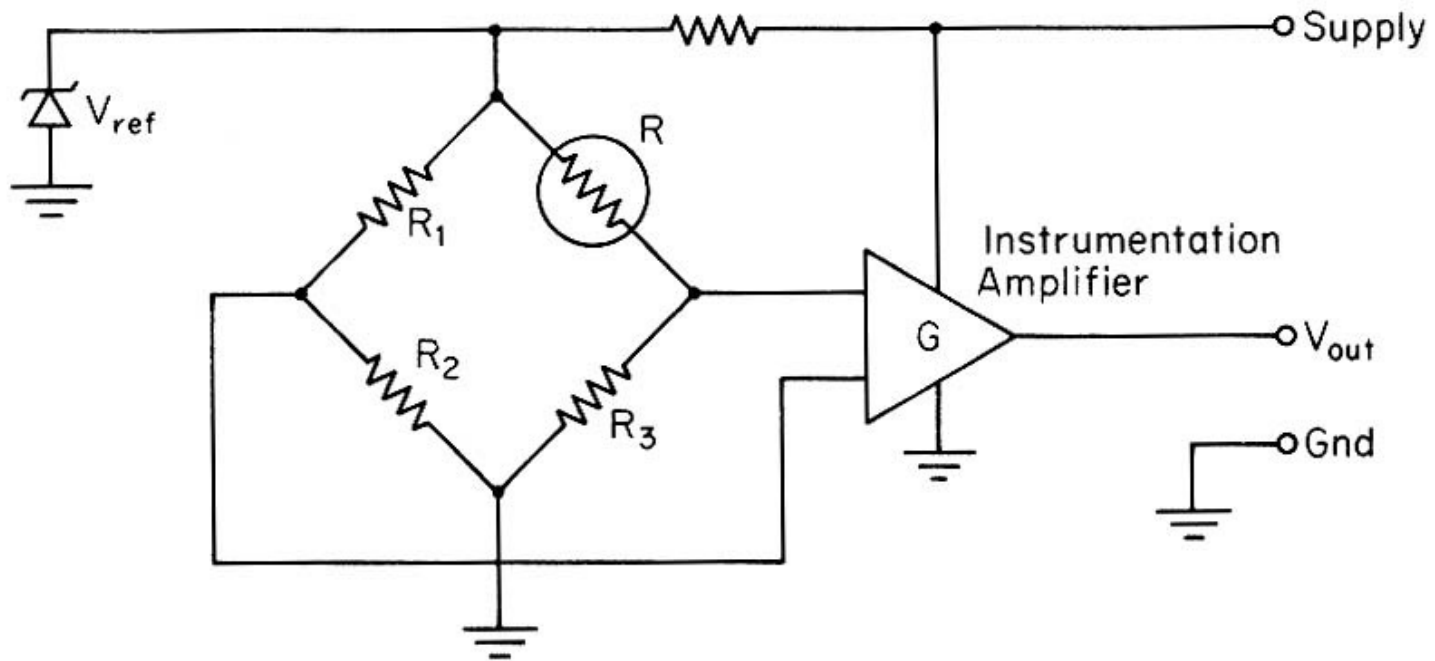 Supply
V_ref
R
R_1
Instrumentation
Amplifier
G
V_out
R_2
R_3
Gnd